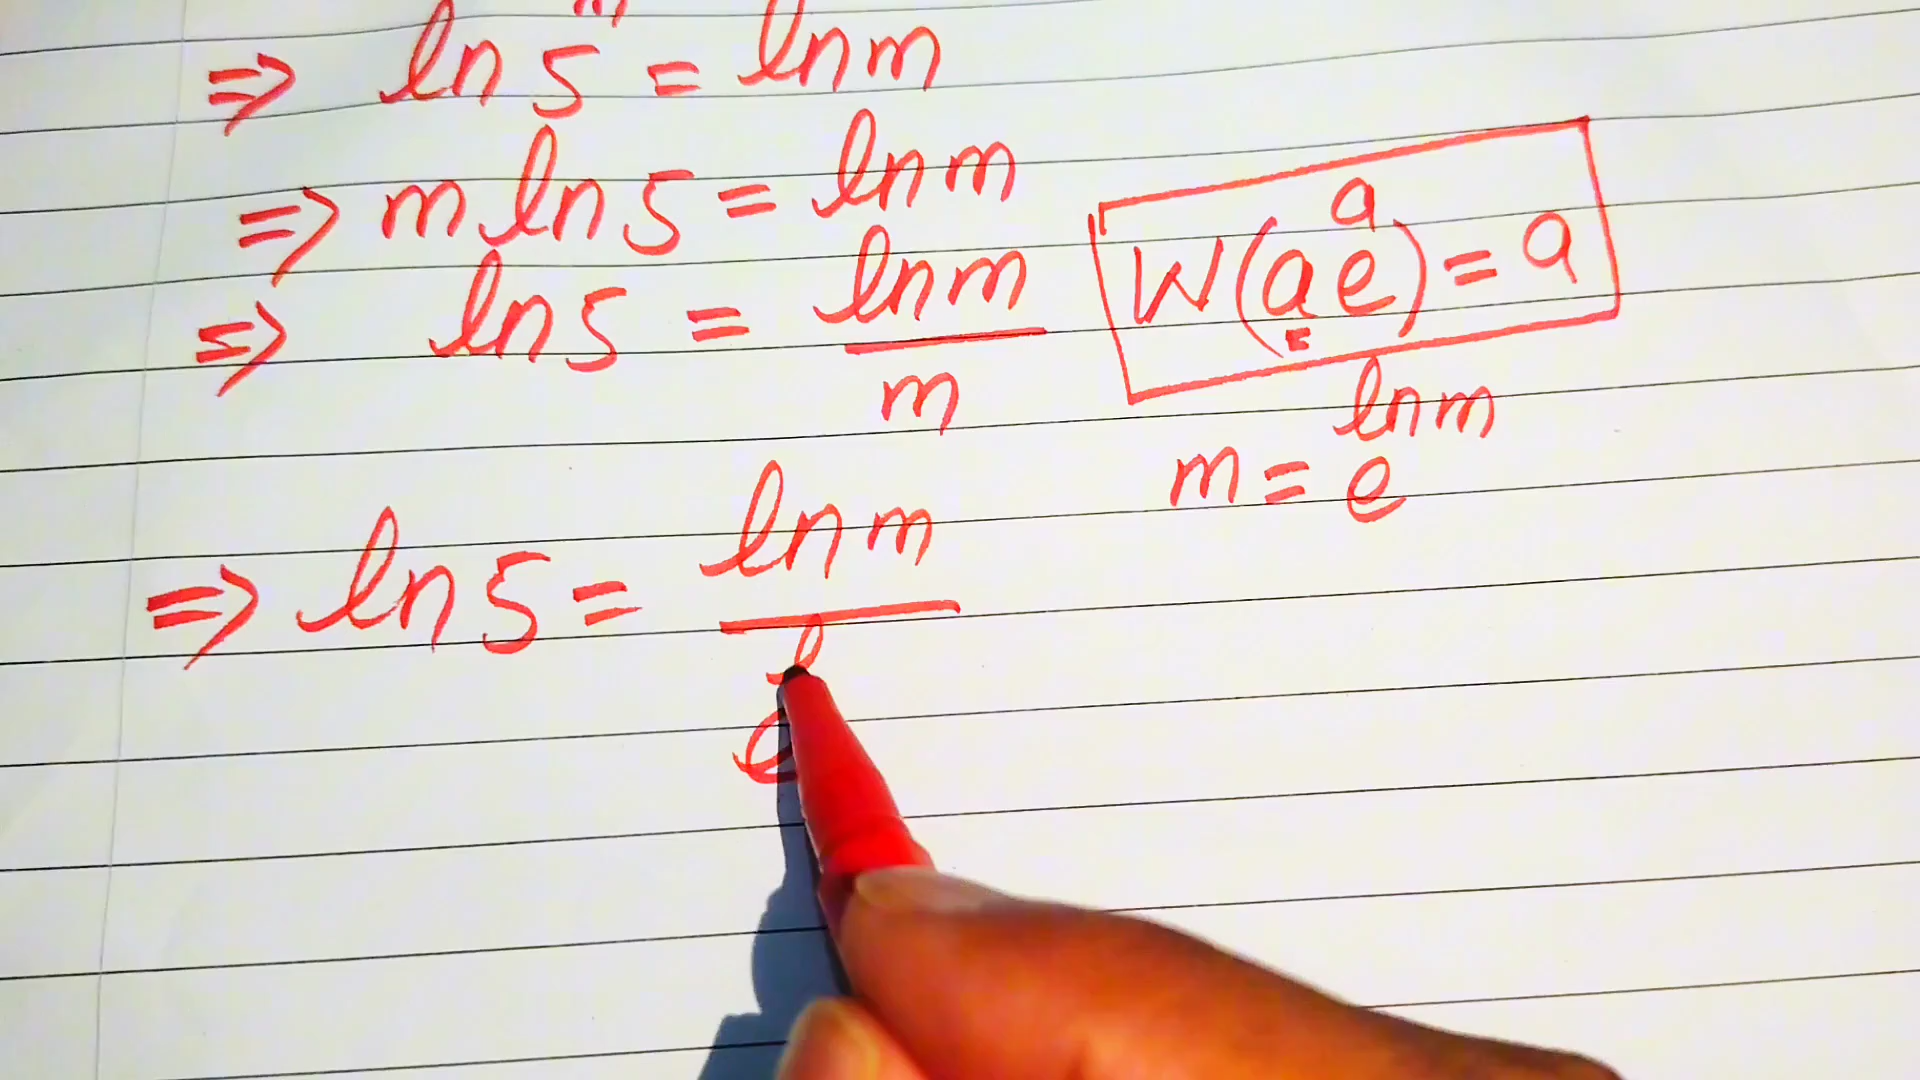 ⇒ ln 5^m = ln m
⇒ m ln 5 = ln m
⇒ ln 5 = ln m / m
W(a e^a) = a
m = e^(ln m)
⇒ ln 5 = ln m / e^l